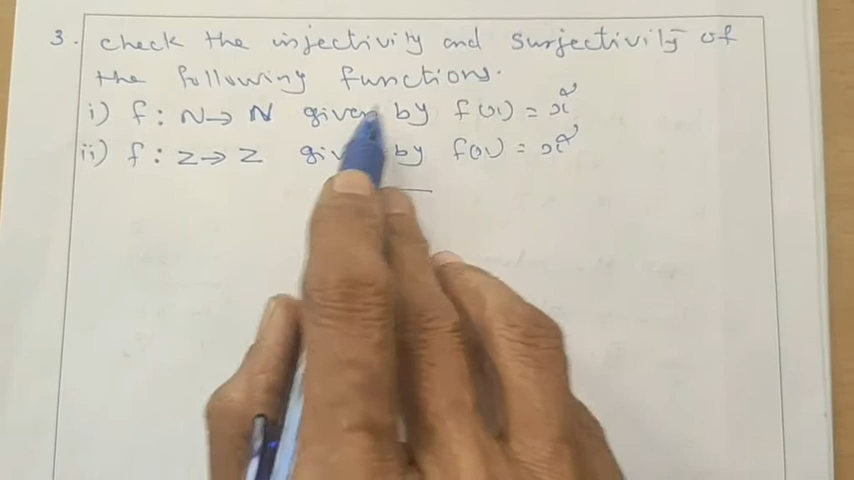 3. check the injectivity and surjectivity of
the following functions.
i) f : N → N given by f(x) = x²
ii) f : Z → Z by f(x) = x²